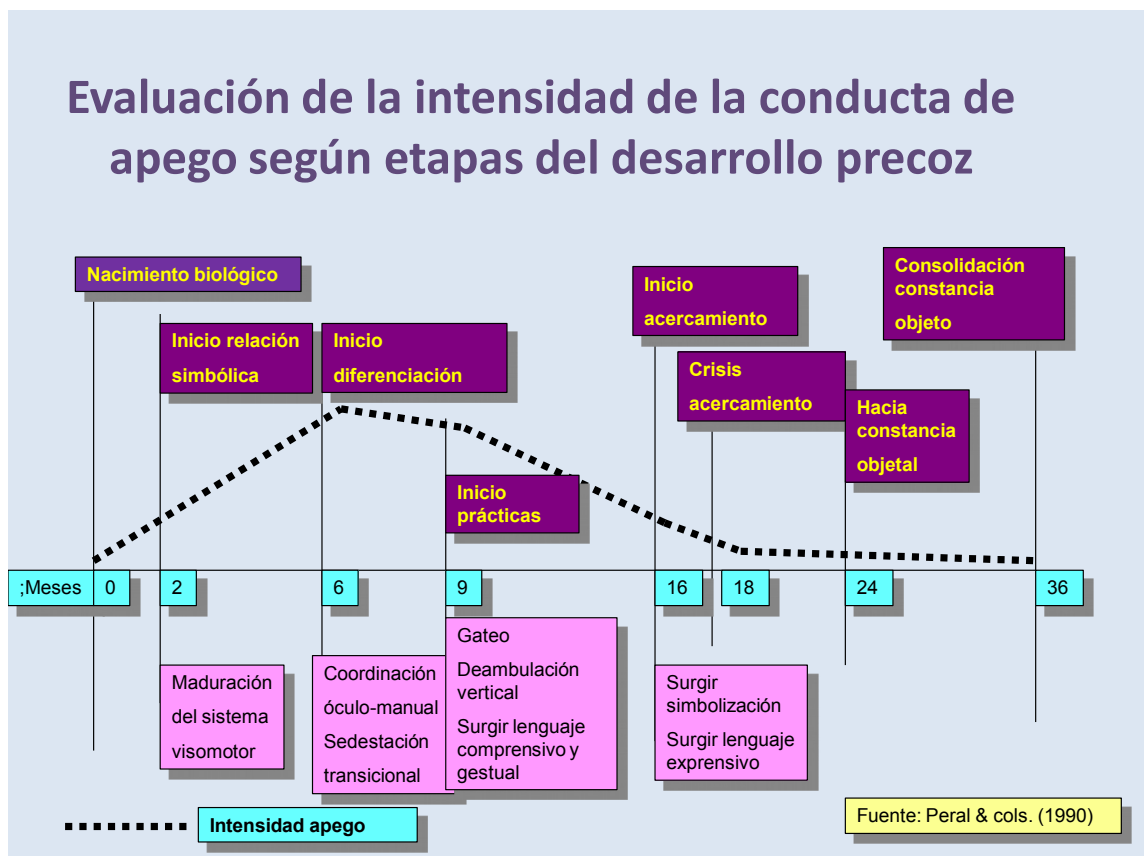 Evaluación de la intensidad de la conducta de
apego según etapas del desarrollo precoz
Nacimiento biológico
Inicio relación
simbólica
Inicio
diferenciación
Inicio
prácticas
Inicio
acercamiento
Crisis
acercamiento
Hacia
constancia
objetal
Consolidación
constancia
objeto
;Meses
0
2
6
9
16
18
24
36
Maduración
del sistema
visomotor
Coordinación
óculo-manual
Sedestación
transicional
Gateo
Deambulación
vertical
Surgir lenguaje
comprensivo y
gestual
Surgir
simbolización
Surgir lenguaje
exprensivo
Intensidad apego
Fuente: Peral & cols. (1990)